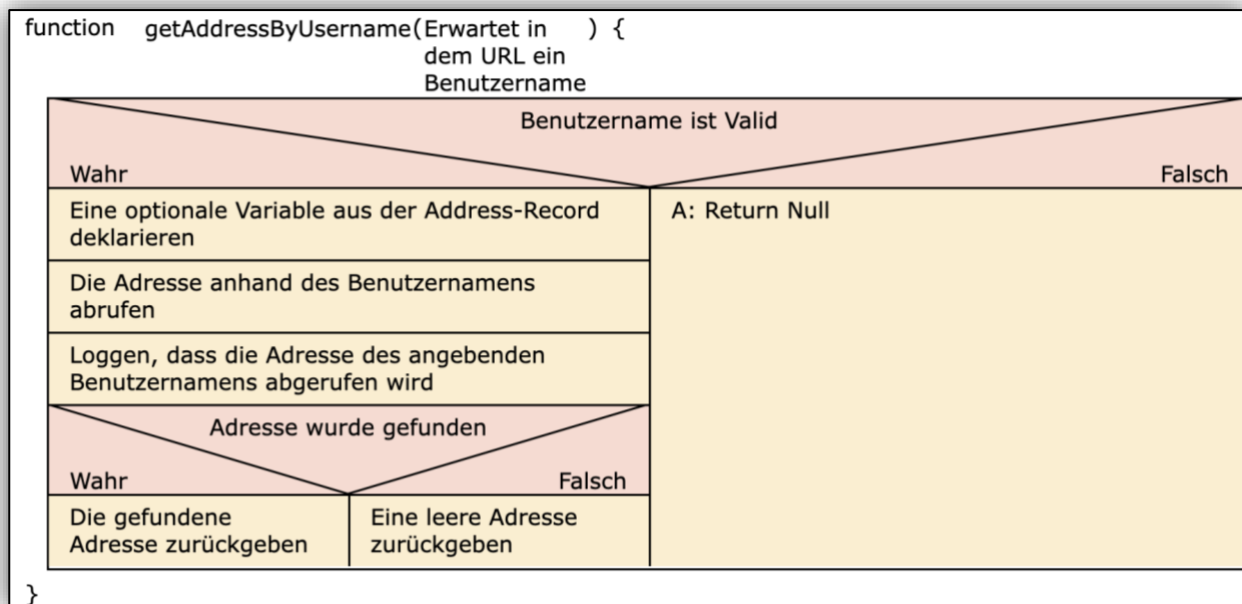 function getAddressByUsername(Erwartet in ) {
dem URL ein
Benutzername
Benutzername ist Valid
Wahr
Falsch
Eine optionale Variable aus der Address-Record
deklarieren
A: Return Null
Die Adresse anhand des Benutzernamens
abrufen
Loggen, dass die Adresse des angebenden
Benutzernamens abgerufen wird
Adresse wurde gefunden
Wahr
Falsch
Die gefundene
Adresse zurückgeben
Eine leere Adresse
zurückgeben
}